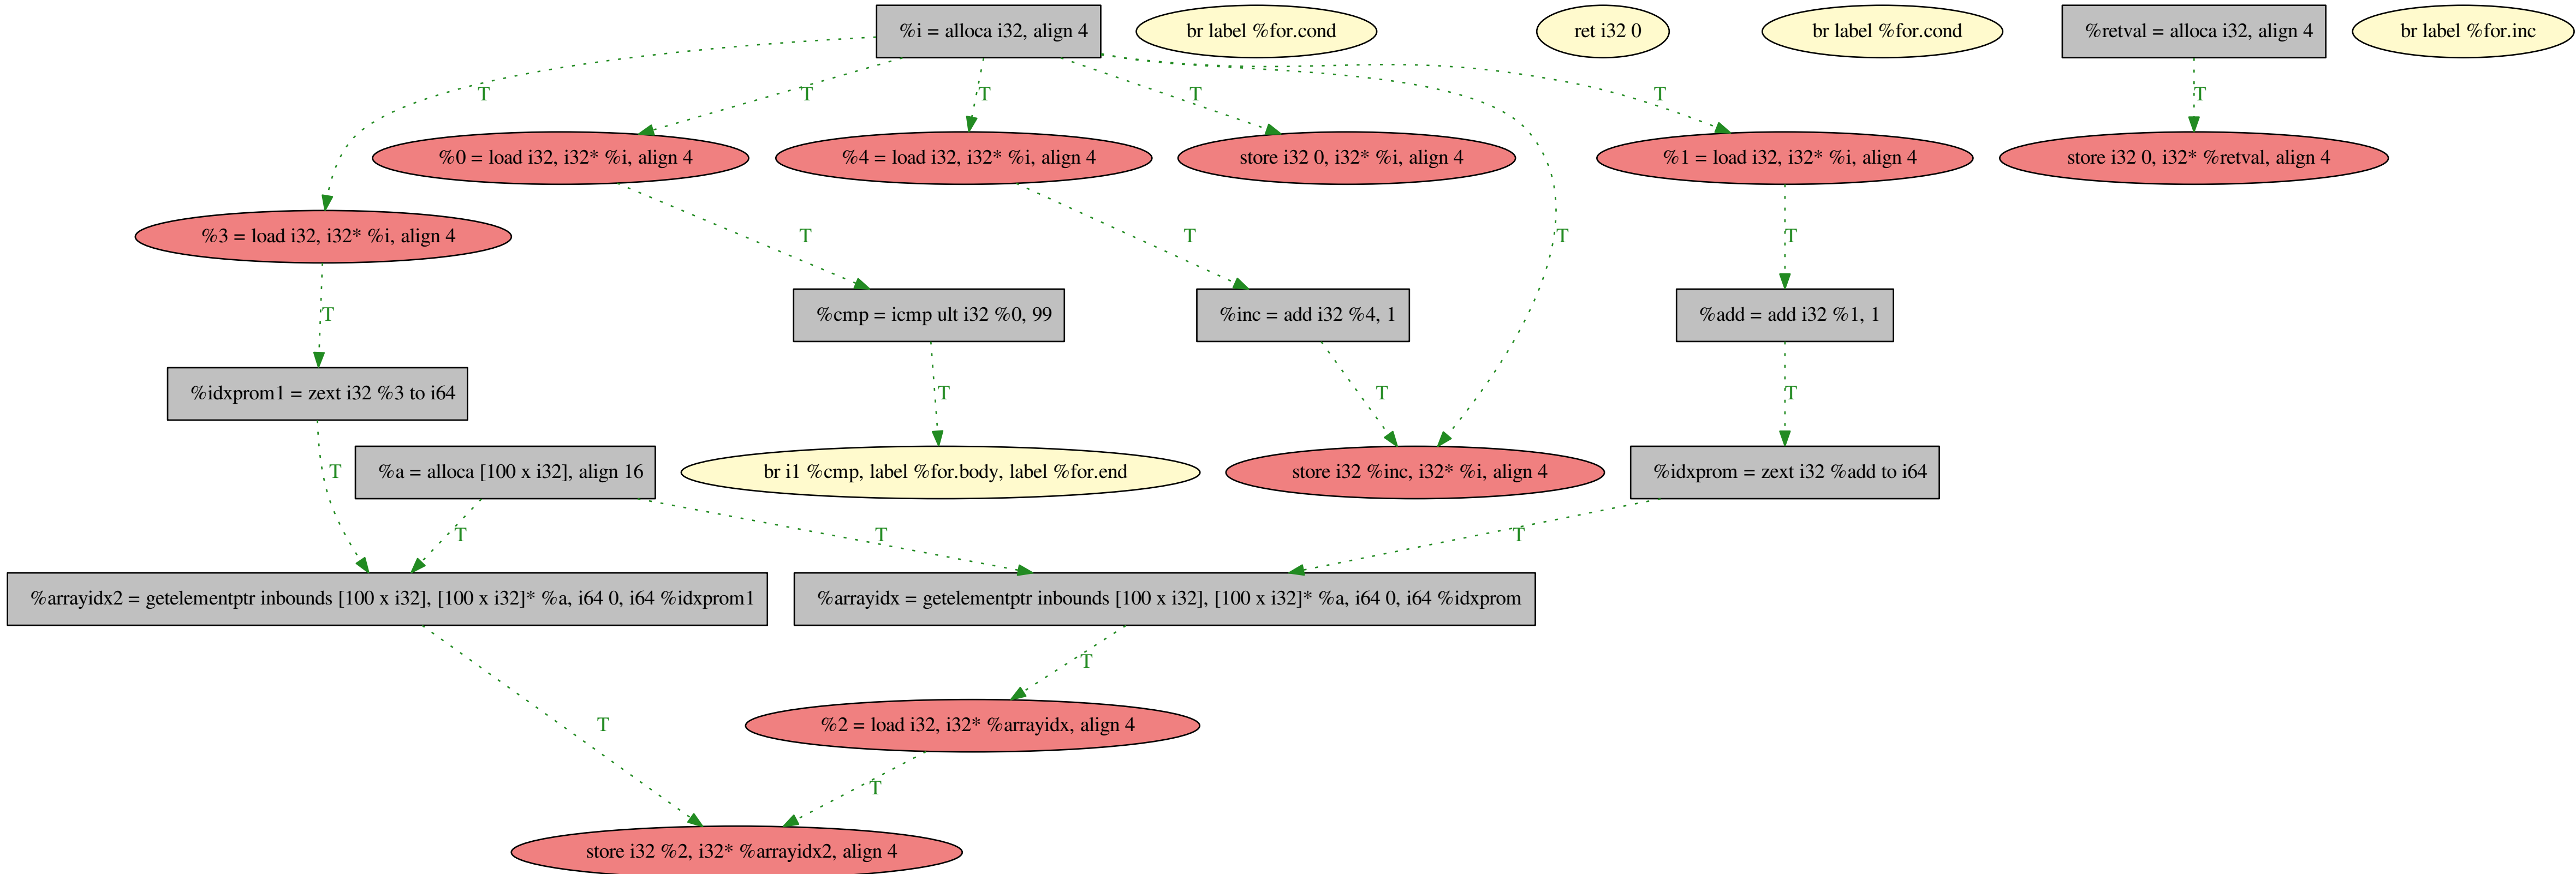 %i = alloca i32, align 4
br label %for.cond
ret i32 0
br label %for.cond
%retval = alloca i32, align 4
br label %for.inc
T
T
T
T
T
T
%0 = load i32, i32* %i, align 4
%4 = load i32, i32* %i, align 4
store i32 0, i32* %i, align 4
%1 = load i32, i32* %i, align 4
store i32 0, i32* %retval, align 4
%3 = load i32, i32* %i, align 4
T
T
T
T
T
%cmp = icmp ult i32 %0, 99
%inc = add i32 %4, 1
%add = add i32 %1, 1
%idxprom1 = zext i32 %3 to i64
T
T
T
T
%a = alloca [100 x i32], align 16
br i1 %cmp, label %for.body, label %for.end
store i32 %inc, i32* %i, align 4
%idxprom = zext i32 %add to i64
T
T
T
%arrayidx2 = getelementptr inbounds [100 x i32], [100 x i32]* %a, i64 0, i64 %idxprom1
%arrayidx = getelementptr inbounds [100 x i32], [100 x i32]* %a, i64 0, i64 %idxprom
T
T
%2 = load i32, i32* %arrayidx, align 4
T
store i32 %2, i32* %arrayidx2, align 4